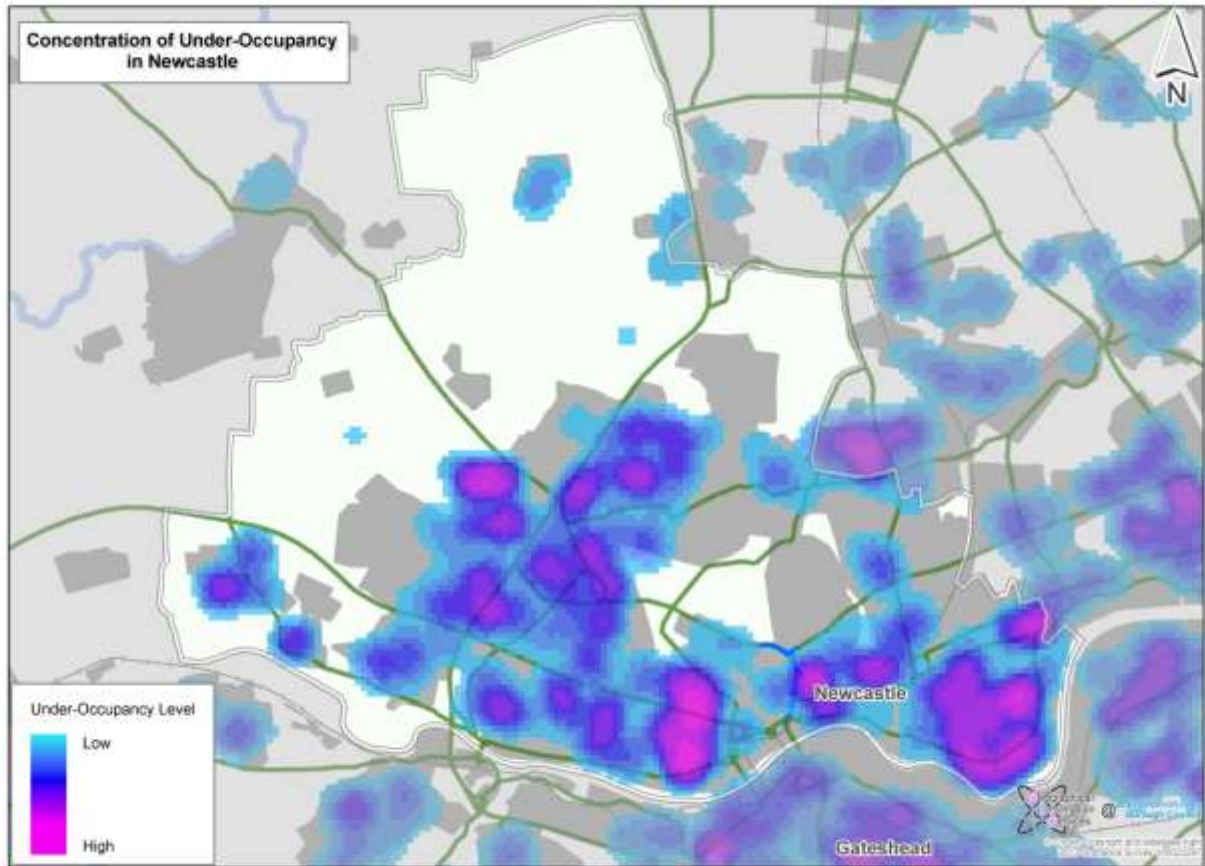 Concentration of Under-Occupancy
in Newcastle
N
Newcastle
Under-Occupancy Level
Low
High
@
Gateshead